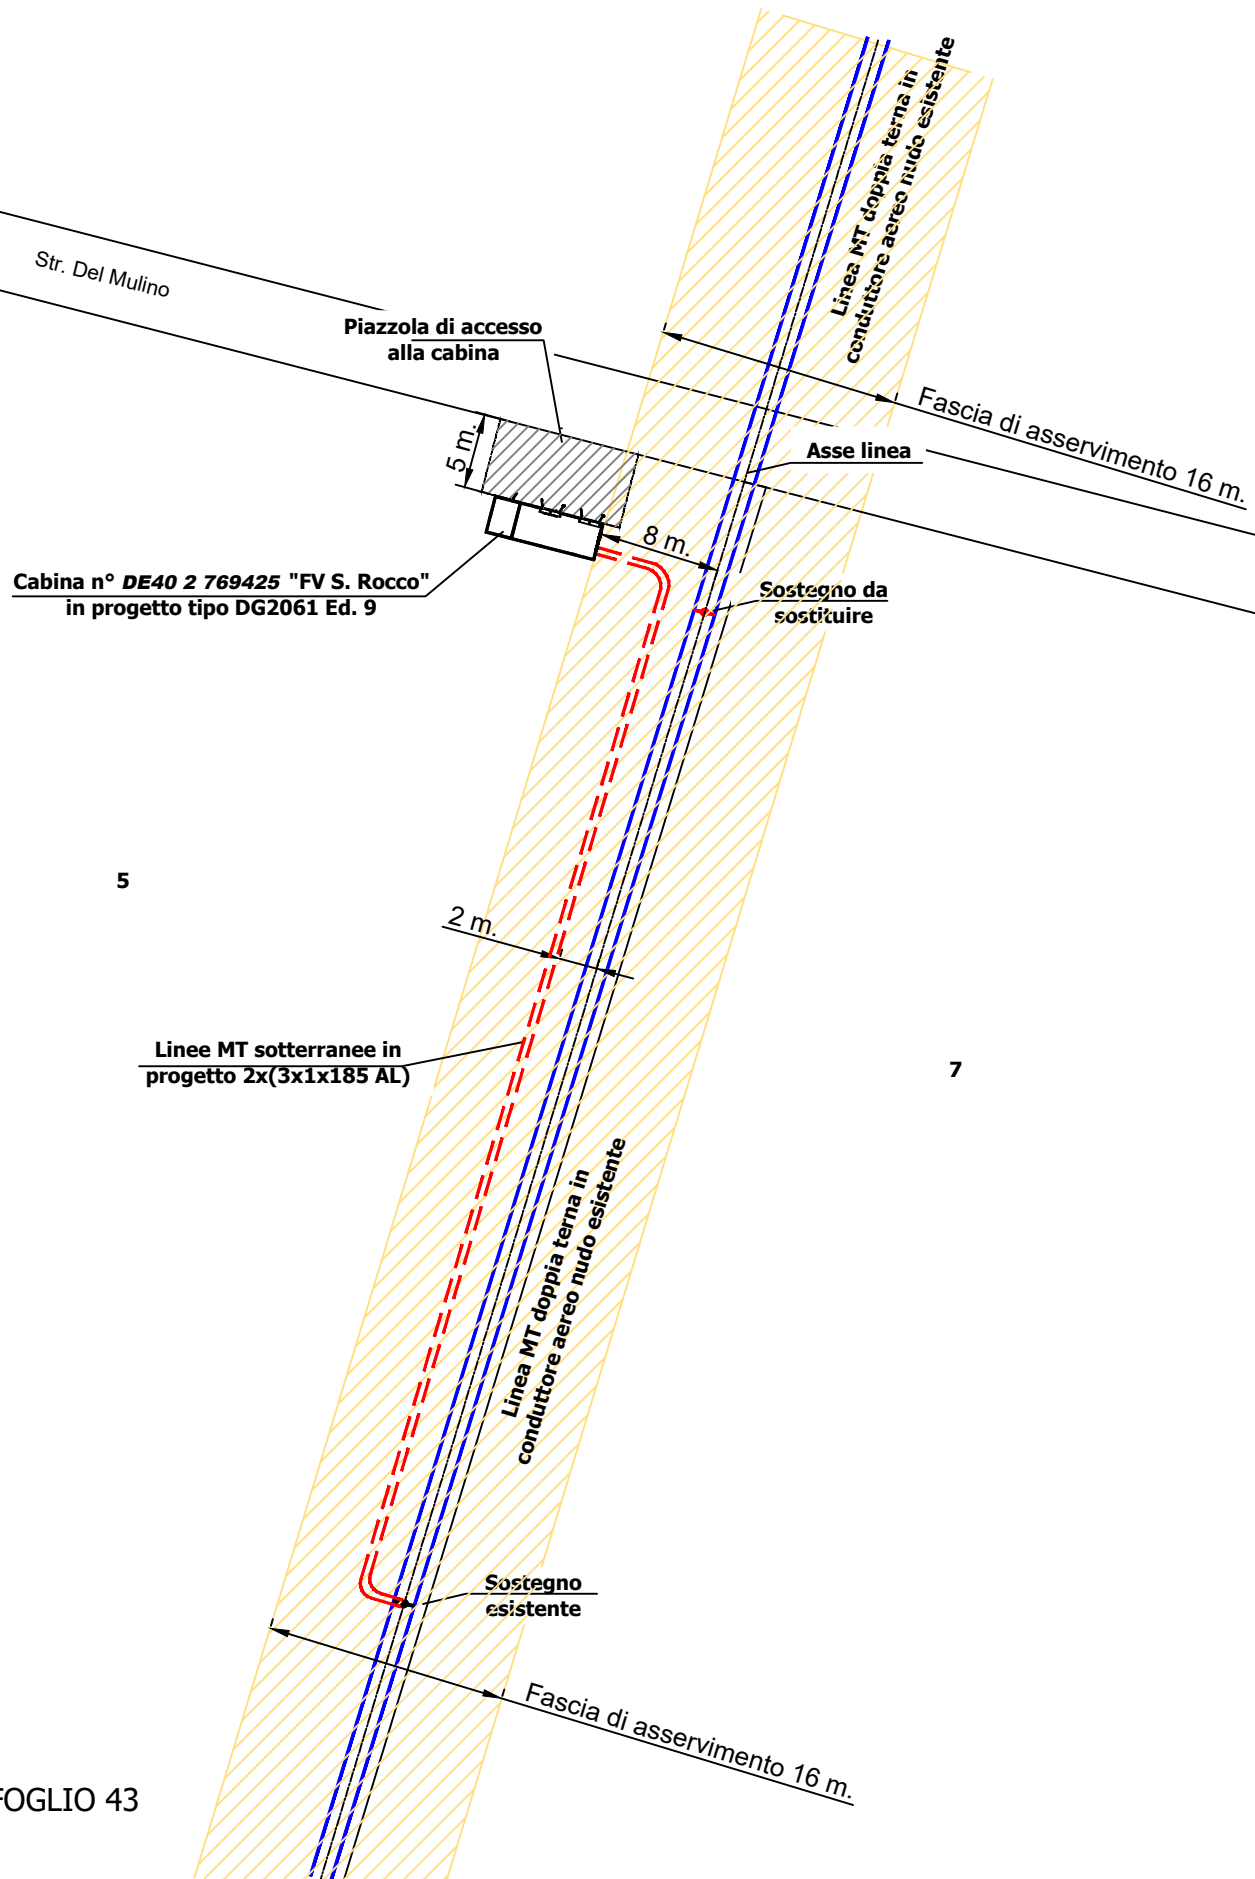 Linea MT doppia terna in
conduttore aereo nudo esistente
Str. Del Mulino
Piazzola di accesso
alla cabina
Fascia di asservimento 16 m.
5 m.
Asse linea
8 m.
Cabina n° DE40 2 769425 "FV S. Rocco"
in progetto tipo DG2061 Ed. 9
Sostegno da
sostituire
5
2 m.
Linee MT sotterranee in
progetto 2x(3x1x185 AL)
7
Linea MT doppia terna in
conduttore aereo nudo esistente
Sostegno
esistente
Fascia di asservimento 16 m.
FOGLIO 43